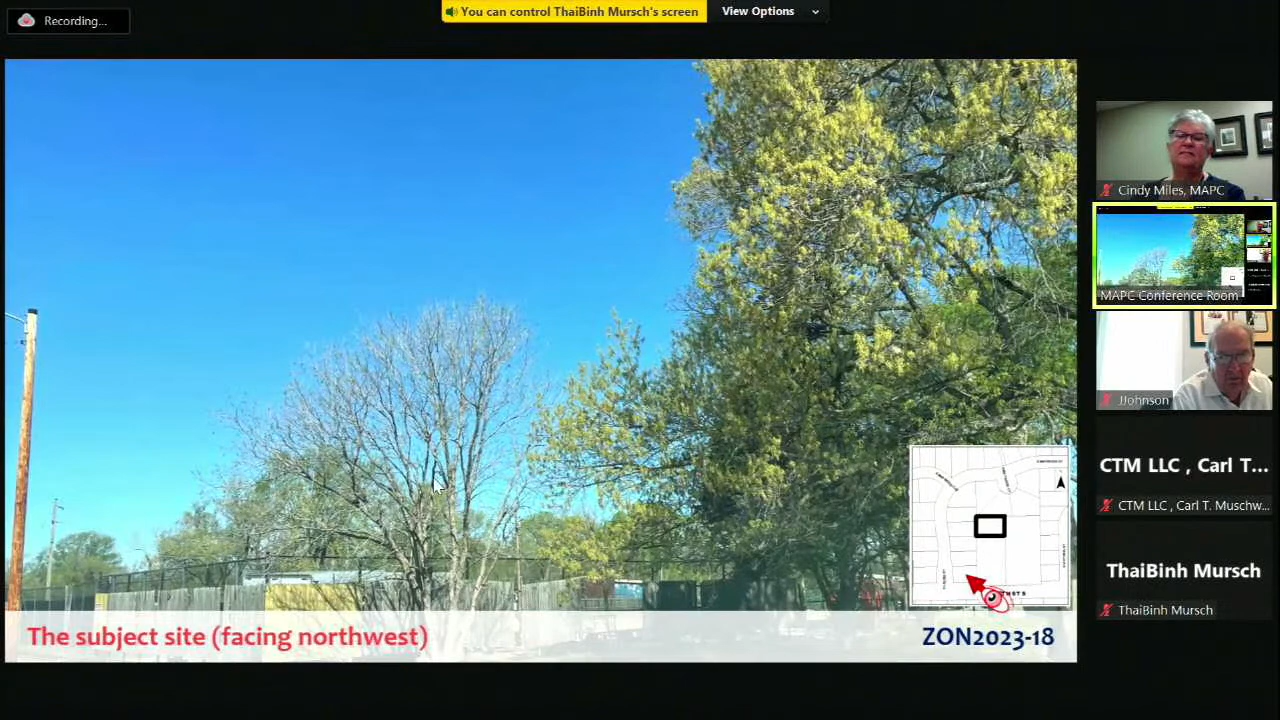 Recording...
You can control ThaiBinh Mursch's screen
View Options
Cindy Miles, MAPC
MAPC Conference Room
JJohnson
CTM LLC , Carl T...
CTM LLC , Carl T. Muschw...
ThaiBinh Mursch
ThaiBinh Mursch
The subject site (facing northwest)
ZON2023-18